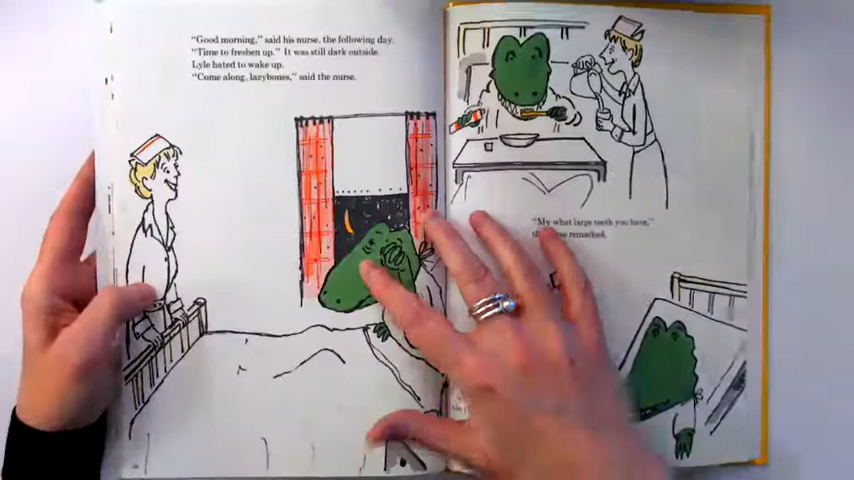 "Good morning," said his nurse, the following day.
"Time to freshen up." It was still dark outside.
Lyle hated to wake up.
"Come along, lazybones," said the nurse.
"My what large teeth you have,"
remarked.